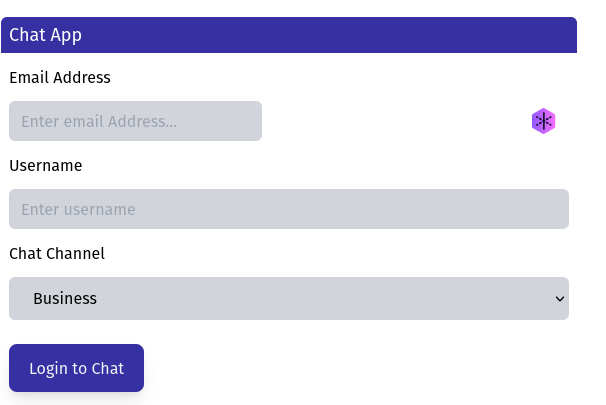 Chat App
Email Address
Enter email Address...
Username
Enter username
Chat Channel
Business
Login to Chat